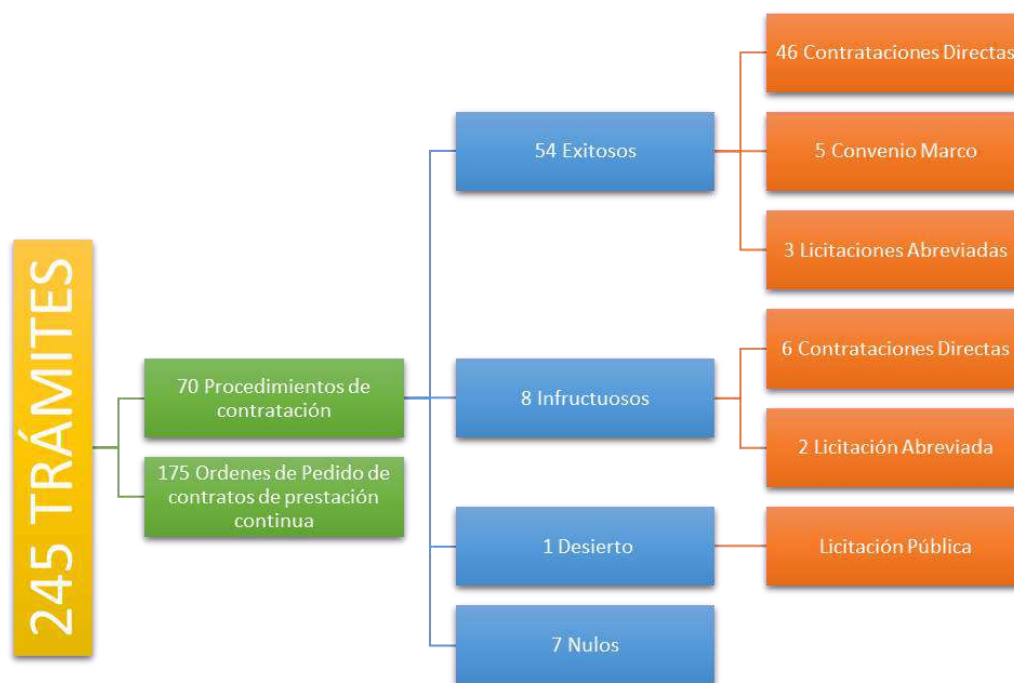 245 TRÁMITES
70 Procedimientos de
contratación
175 Ordenes de Pedido de
contratos de prestación
continua
54 Exitosos
46 Contrataciones Directas
5 Convenio Marco
3 Licitaciones Abreviadas
8 Infructuosos
6 Contrataciones Directas
2 Licitación Abreviada
1 Desierto
Licitación Pública
7 Nulos